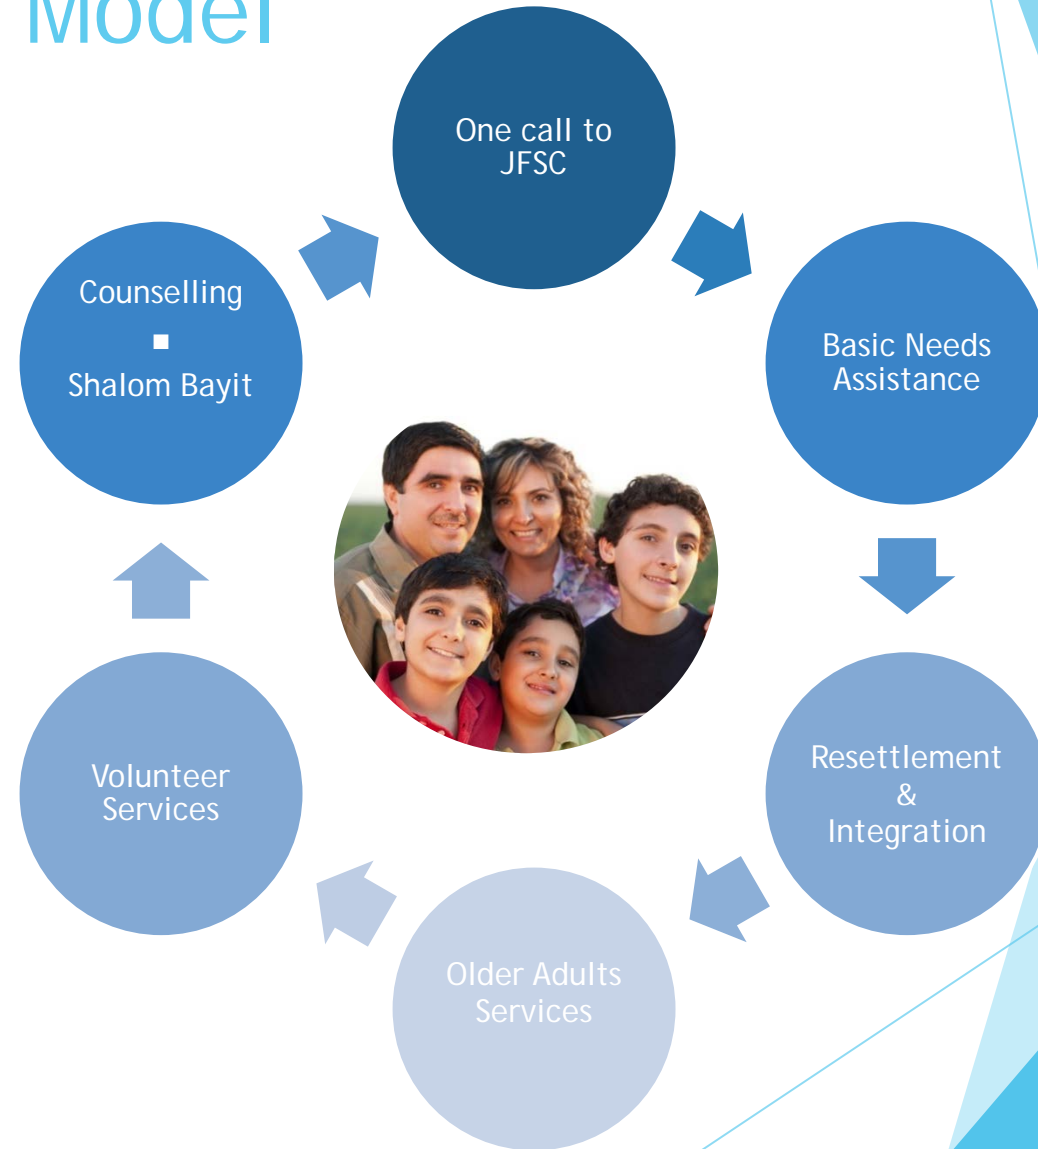 Model
One call to
JFSC
Basic Needs
Assistance
Resettlement
&
Integration
Older Adults
Services
Volunteer
Services
Counselling
▪
Shalom Bayit